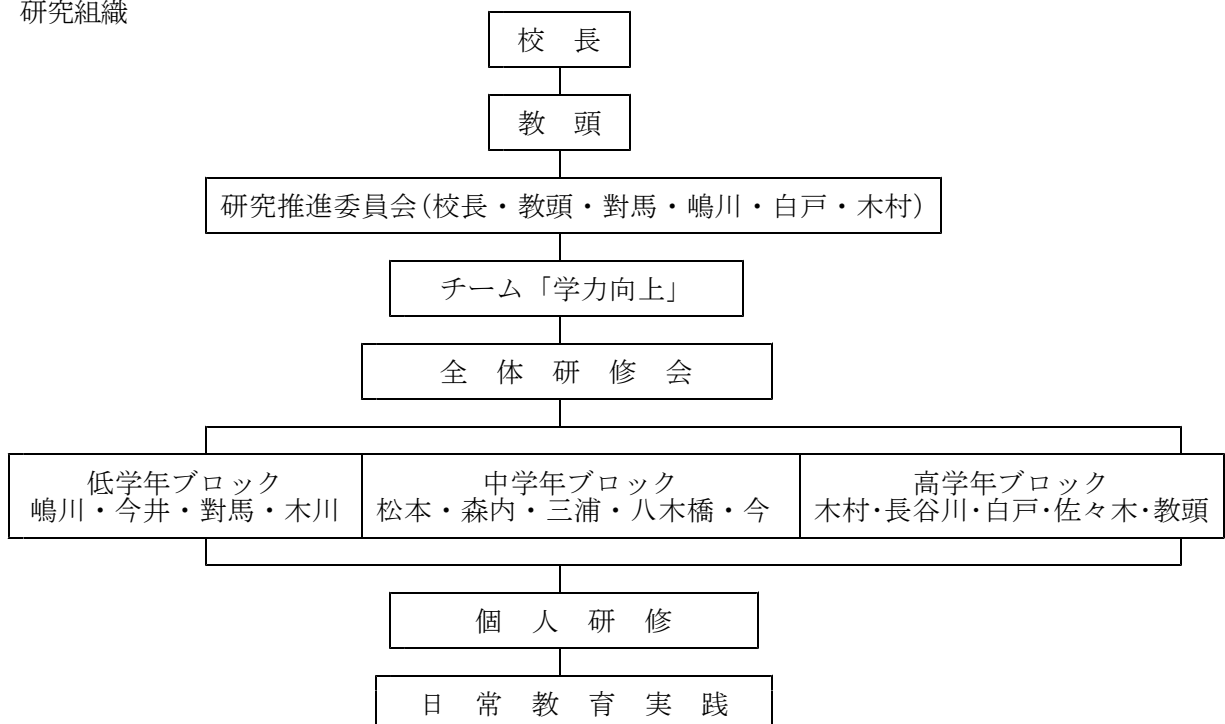 研究組織
校　長
教　頭
研究推進委員会(校長・教頭・對馬・嶋川・白戸・木村)
チーム「学力向上」
全　体　研　修　会
低学年ブロック
嶋川・今井・對馬・木川
中学年ブロック
松本・森内・三浦・八木橋・今
高学年ブロック
木村・長谷川・白戸・佐々木・教頭
個　人　研　修
日　常　教　育　実　践